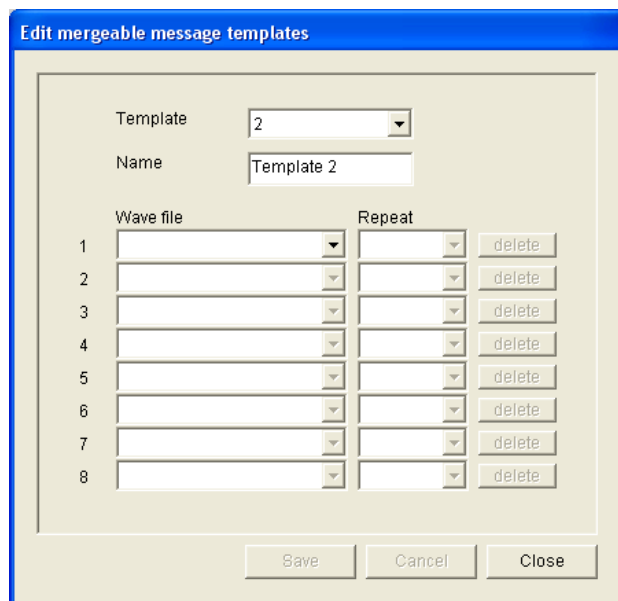 Edit mergeable message templates
Template 2
Name Template 2
Wave file Repeat
1 delete
2 delete
3 delete
4 delete
5 delete
6 delete
7 delete
8 delete
Save Cancel Close